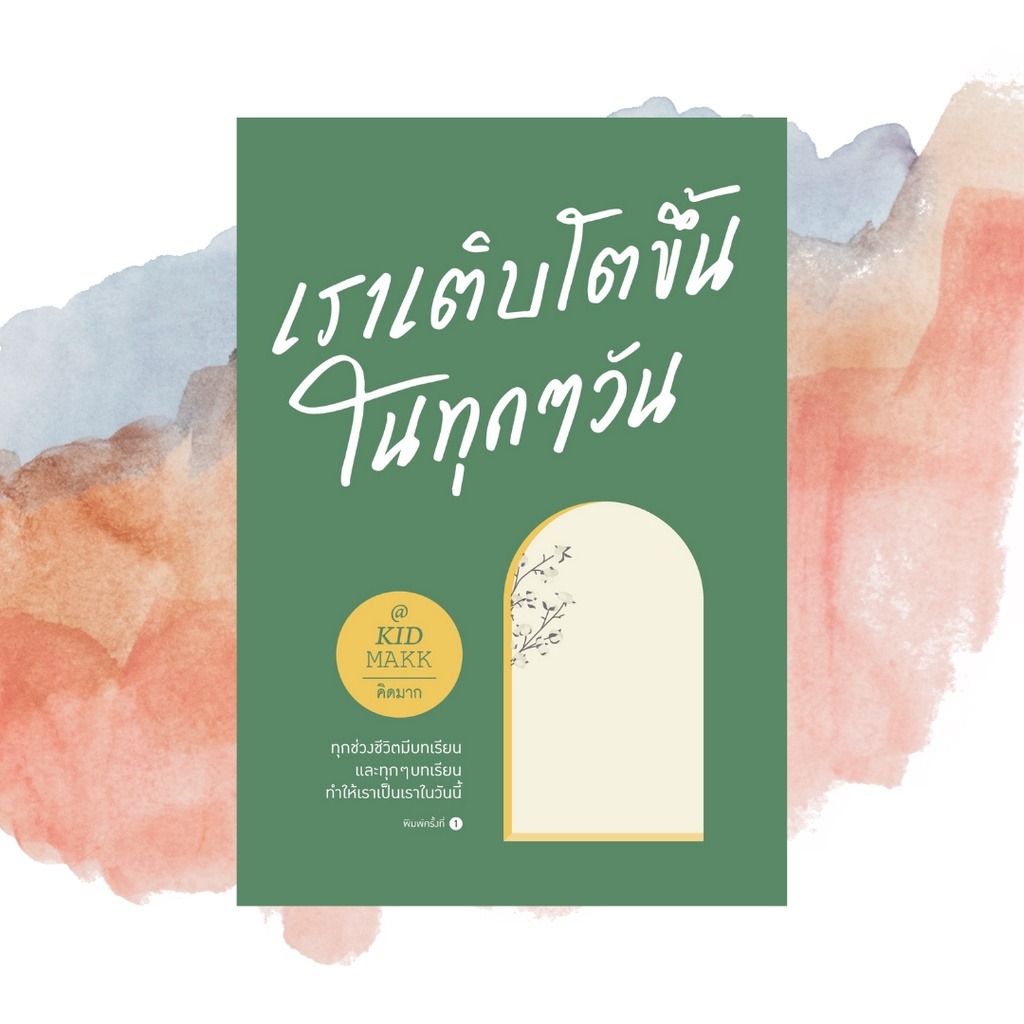 เราเติบโตขึ้น
ในทุกๆวัน
@
KID
MAKK
คิดมาก
ทุกช่วงชีวิตมีบทเรียน
และทุกๆบทเรียน
ทำให้เราเป็นเราในวันนี้
พิมพ์ครั้งที่ 1